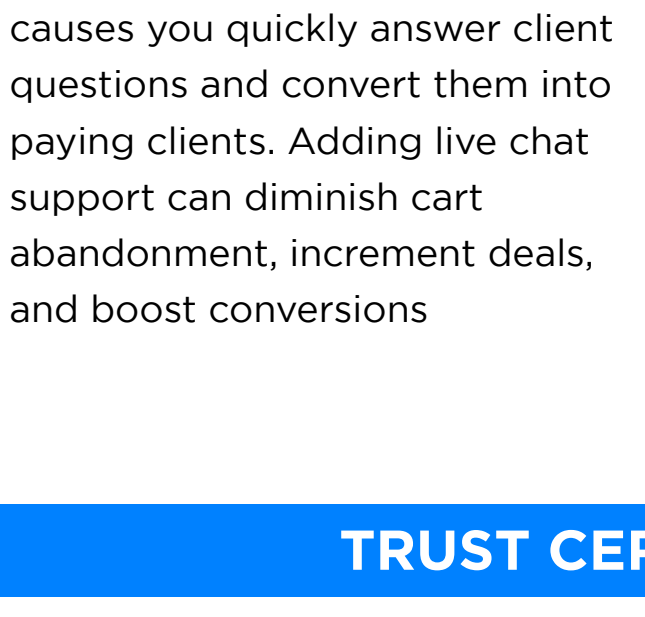 causes you quickly answer client
questions and convert them into
paying clients. Adding live chat
support can diminish cart
abandonment, increment deals,
and boost conversions
TRUST